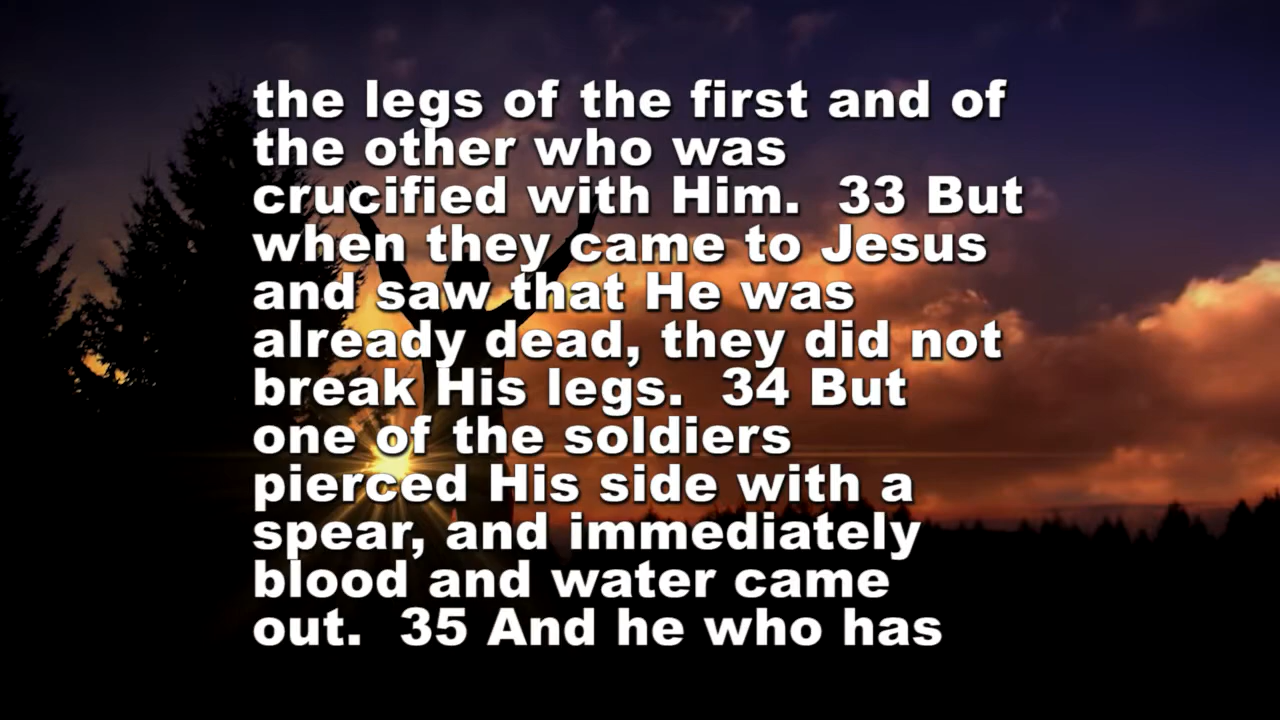 the legs of the first and of
the other who was
crucified with Him.  33 But
when they came to Jesus
and saw that He was
already dead, they did not
break His legs.  34 But
one of the soldiers
pierced His side with a
spear, and immediately
blood and water came
out.  35 And he who has